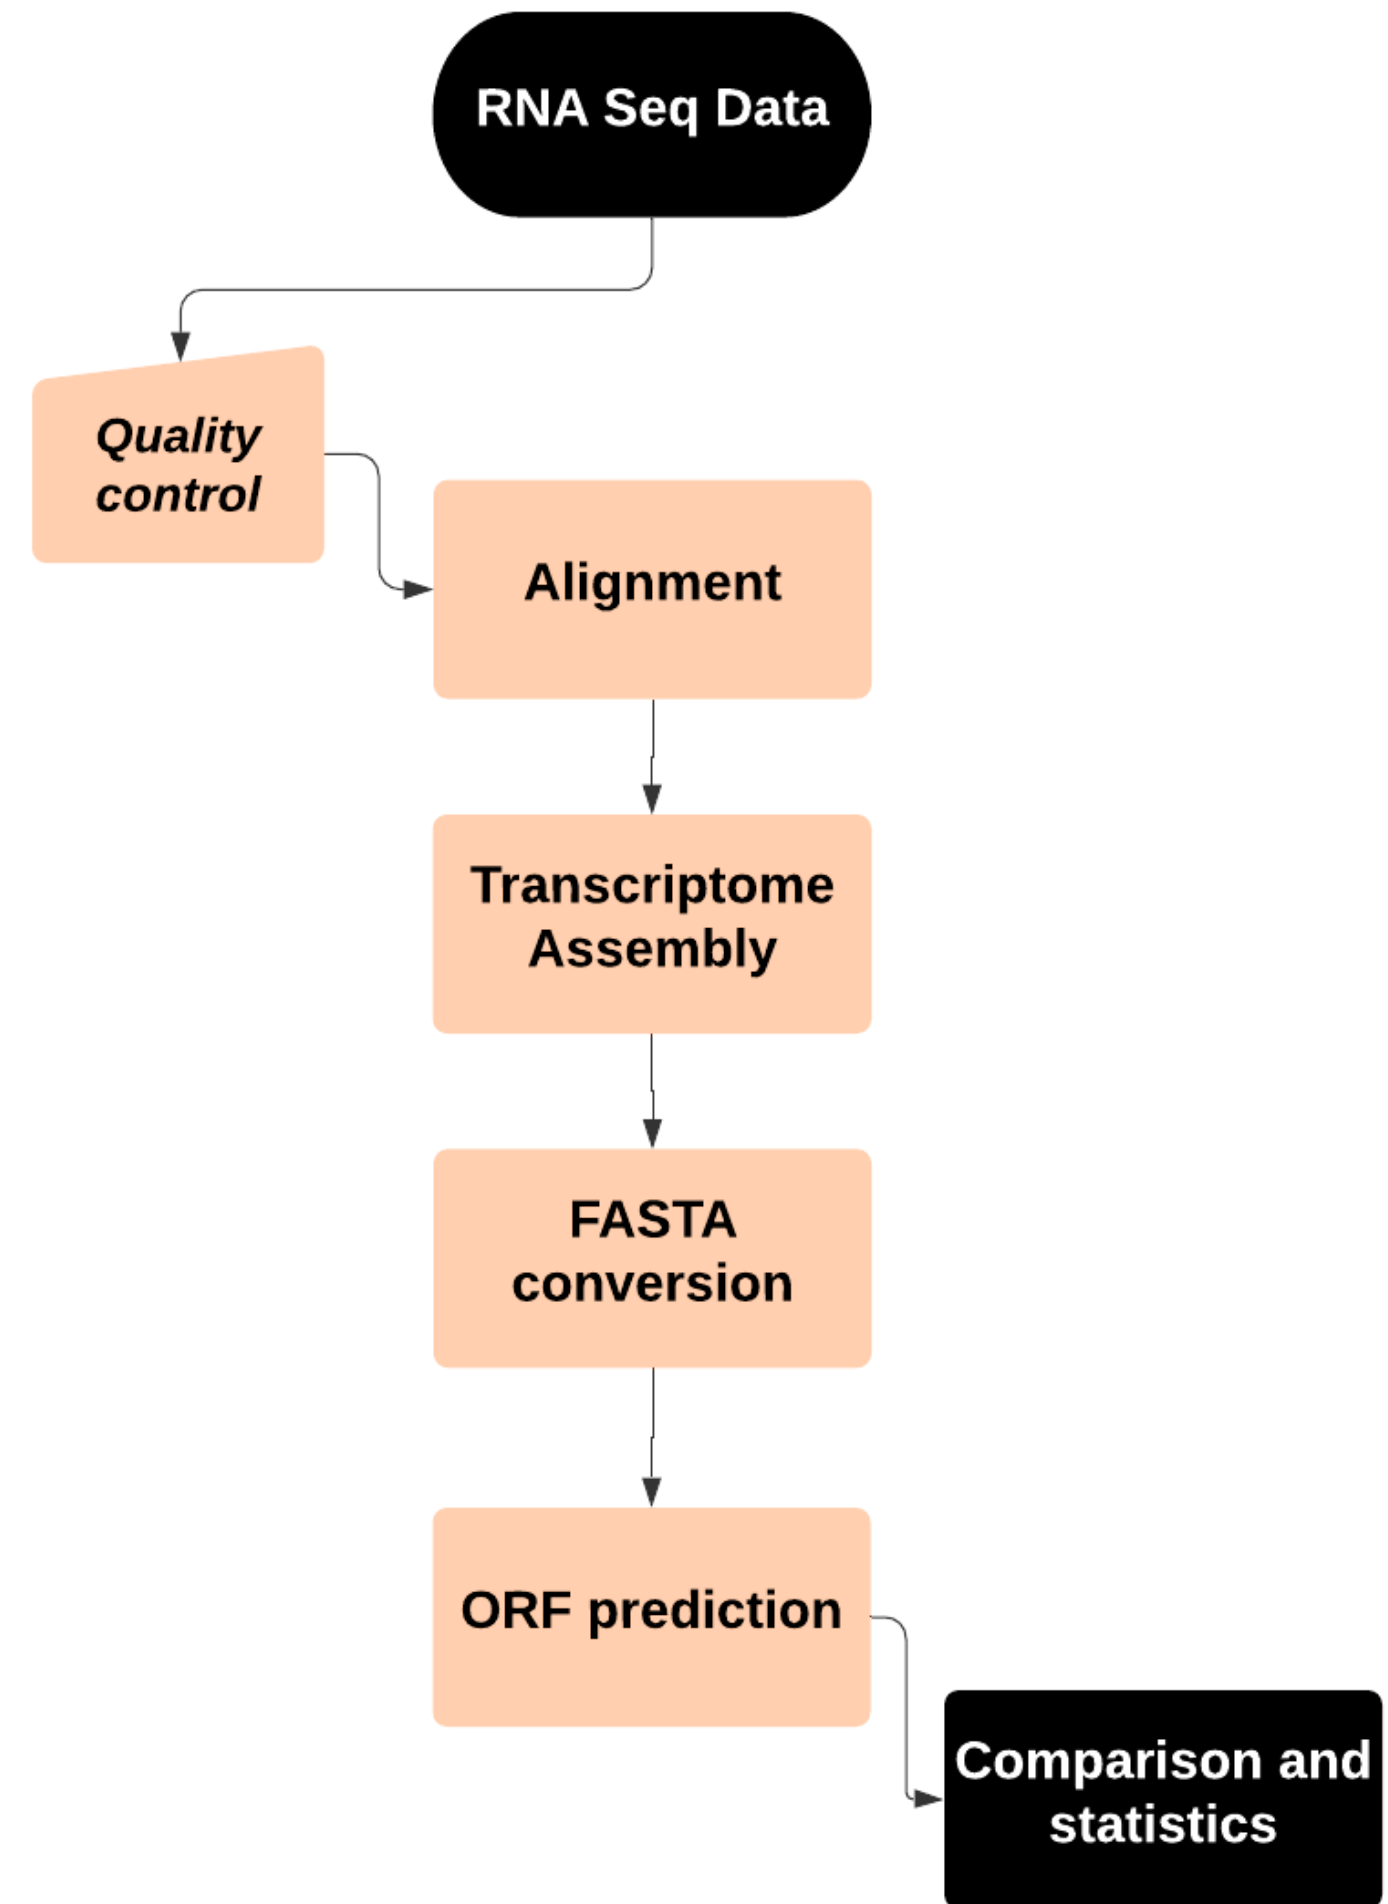 RNA Seq Data
Quality
control
Alignment
Transcriptome
Assembly
FASTA
conversion
ORF prediction
Comparison and
statistics